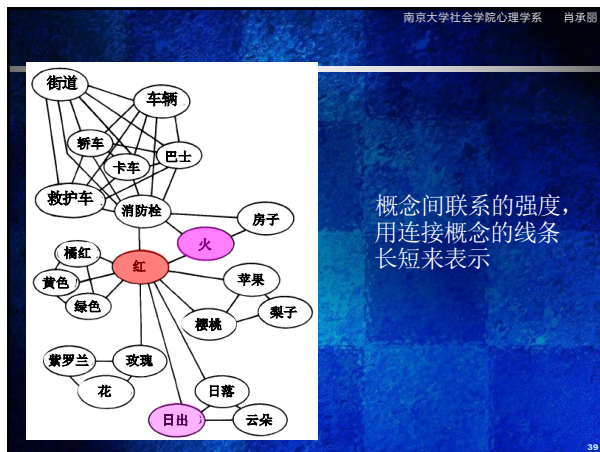 南京大学社会学院心理学系 肖承丽
街道
车辆
轿车
卡车
巴士
救护车
消防栓
房子
火
橘红
红
黄色
苹果
绿色
樱桃
梨子
紫罗兰
玫瑰
花
日落
日出
云朵
概念间联系的强度，
用连接概念的线条
长短来表示
39